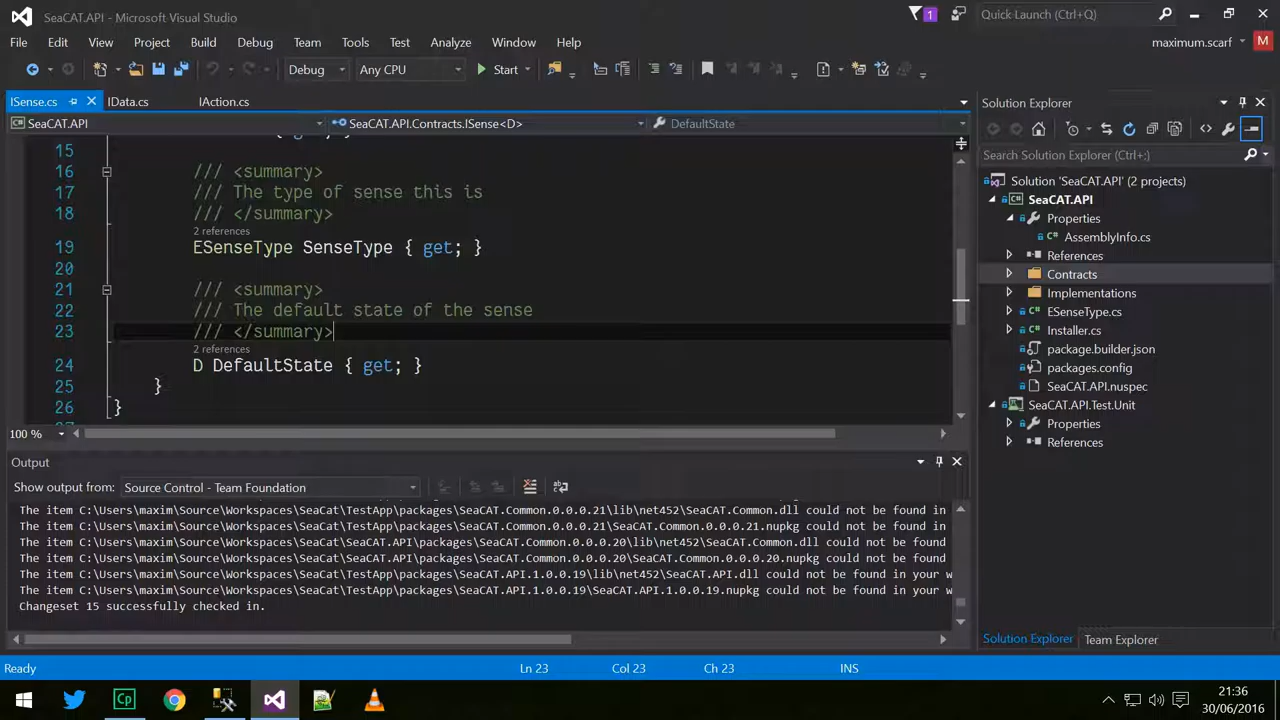 SeaCAT.API - Microsoft Visual Studio
1
Quick Launch (Ctrl+Q)
File Edit View Project Build Debug Team Tools Test Analyze Window Help
maximum.scarf
M
Debug
Any CPU
Start
ISense.cs
IData.cs
IAction.cs
SeaCAT.API
SeaCAT.API.Contracts.ISense<D>
DefaultState
15
16 /// <summary>
17 /// The type of sense this is
18 /// </summary>
2 references
19 ESenseType SenseType { get; }
20
21 /// <summary>
22 /// The default state of the sense
23 /// </summary>
2 references
24 D DefaultState { get; }
25 }
26 }
100 %
Output
Show output from: Source Control - Team Foundation
The item C:\Users\maxim\Source\Workspaces\SeaCat\TestApp\packages\SeaCAT.Common.0.0.0.21\lib\net452\SeaCAT.Common.dll could not be found in
The item C:\Users\maxim\Source\Workspaces\SeaCat\TestApp\packages\SeaCAT.Common.0.0.0.21\SeaCAT.Common.0.0.0.21.nupkg could not be found in
The item C:\Users\maxim\Source\Workspaces\SeaCat\SeaCAT.API\packages\SeaCAT.Common.0.0.0.20\lib\net452\SeaCAT.Common.dll could not be found
The item C:\Users\maxim\Source\Workspaces\SeaCat\SeaCAT.API\packages\SeaCAT.Common.0.0.0.20\SeaCAT.Common.0.0.0.20.nupkg could not be found
The item C:\Users\maxim\Source\Workspaces\SeaCat\TestApp\packages\SeaCAT.API.1.0.0.19\lib\net452\SeaCAT.API.dll could not be found in your w
The item C:\Users\maxim\Source\Workspaces\SeaCat\TestApp\packages\SeaCAT.API.1.0.0.19\SeaCAT.API.1.0.0.19.nupkg could not be found in your w
Changeset 15 successfully checked in.
Solution Explorer
Search Solution Explorer (Ctrl+;)
Solution 'SeaCAT.API' (2 projects)
SeaCAT.API
Properties
AssemblyInfo.cs
References
Contracts
Implementations
ESenseType.cs
Installer.cs
package.builder.json
packages.config
SeaCAT.API.nuspec
SeaCAT.API.Test.Unit
Properties
References
Solution Explorer
Team Explorer
Ready
Ln 23
Col 23
Ch 23
INS
Cp
21:36
30/06/2016